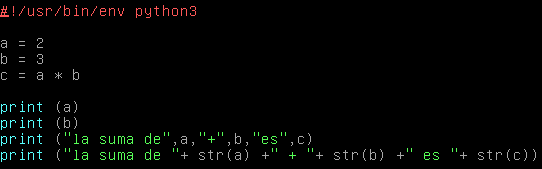 #!/usr/bin/env python3
a = 2
b = 3
c = a * b
print (a)
print (b)
print ("la suma de",a,"+",b,"es",c)
print ("la suma de "+ str(a) +" + "+ str(b) +" es "+ str(c))